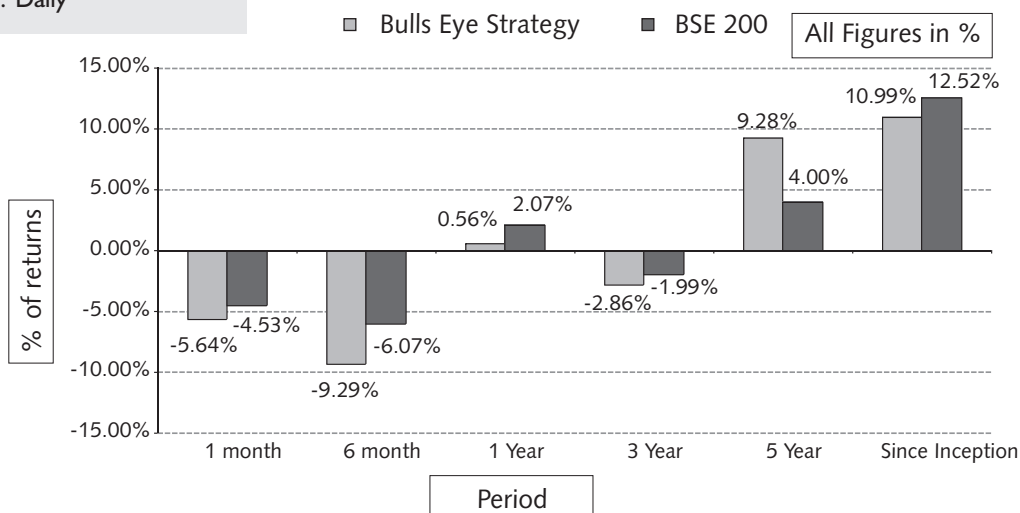 : Daily
Bulls Eye Strategy BSE 200 All Figures in %
15.00%
10.00%
5.00%
0.00%
-5.00%
-10.00%
-15.00%
% of returns
-5.64% -4.53%
-9.29% -6.07%
0.56% 2.07%
-2.86% -1.99%
9.28% 4.00%
10.99% 12.52%
1 month 6 month 1 Year 3 Year 5 Year Since Inception
Period